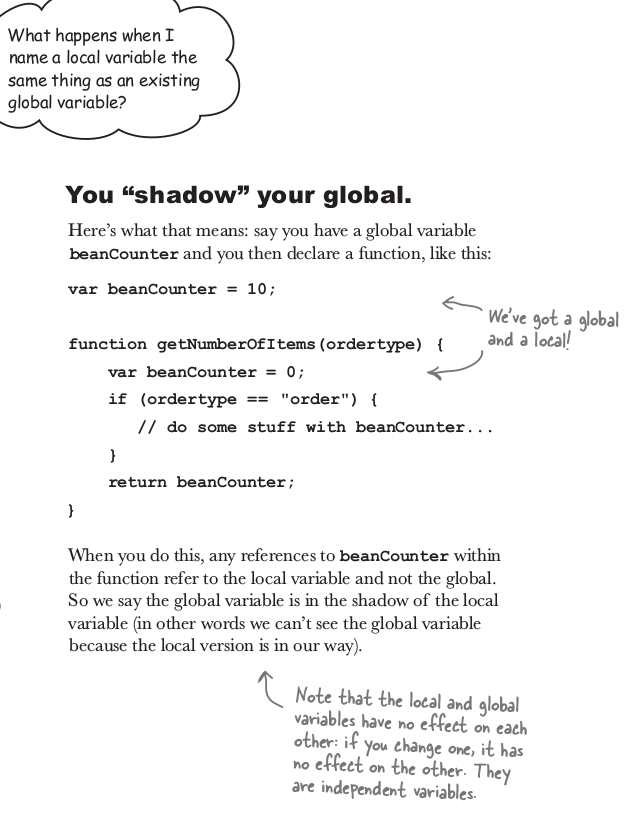 What happens when I
name a local variable the
same thing as an existing
global variable?
You “shadow” your global.
Here’s what that means: say you have a global variable
beanCounter and you then declare a function, like this:
var beanCounter = 10;
We’ve got a global
and a local!
function getNumberOfItems(ordertype) {
var beanCounter = 0;
if (ordertype == "order") {
// do some stuff with beanCounter...
}
return beanCounter;
}
When you do this, any references to beanCounter within
the function refer to the local variable and not the global.
So we say the global variable is in the shadow of the local
variable (in other words we can’t see the global variable
because the local version is in our way).
Note that the local and global
variables have no effect on each
other: if you change one, it has
no effect on the other. They
are independent variables.